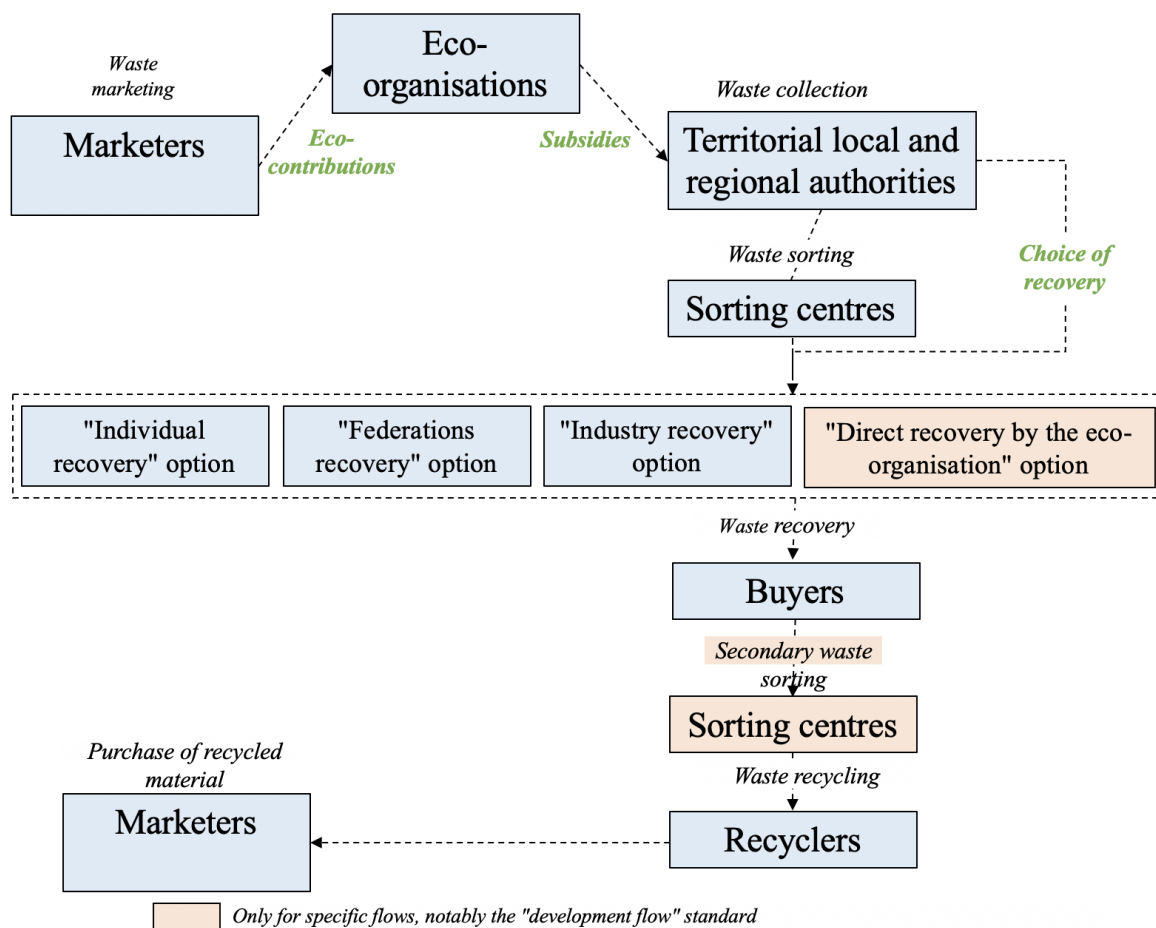 Waste
marketing
Marketers
Eco-
contributions
Eco-
organisations
Subsidies
Waste collection
Territorial local and
regional authorities
Waste sorting
Choice of
recovery
Sorting centres
"Individual
recovery" option
"Federations
recovery" option
"Industry recovery"
option
"Direct recovery by the eco-
organisation" option
Waste recovery
Buyers
Secondary waste
sorting
Sorting centres
Waste recycling
Recyclers
Purchase of recycled
material
Marketers
Only for specific flows, notably the "development flow" standard